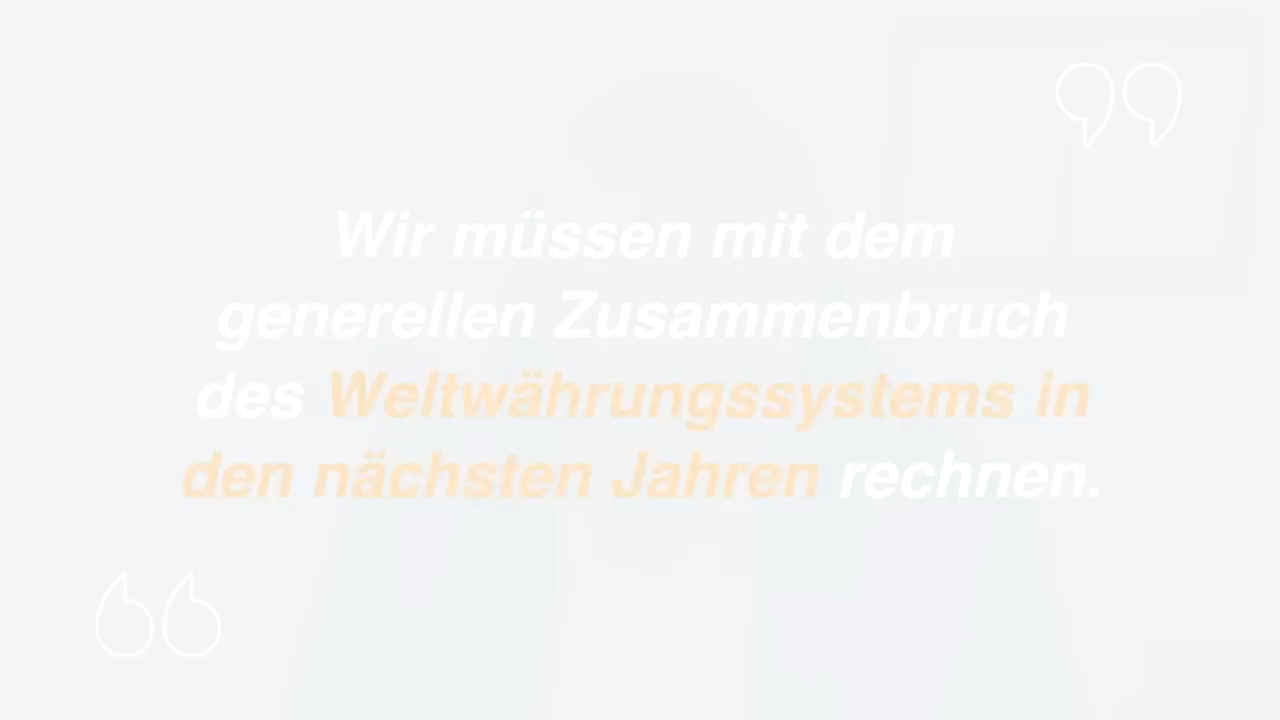 Wir müssen mit dem
generellen Zusammenbruch
des Weltwährungssystems in
den nächsten Jahren rechnen.